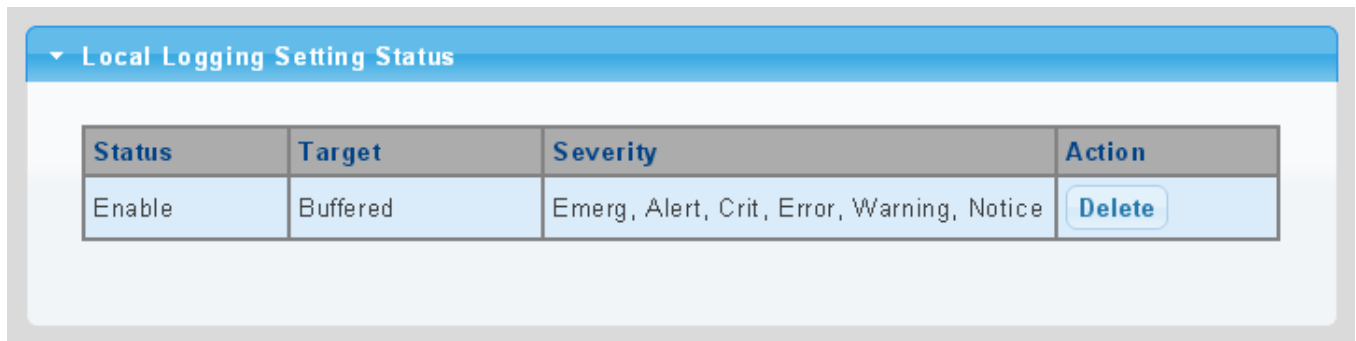 Local Logging Setting Status
Status Target Severity Action
Enable Buffered Emerg, Alert, Crit, Error, Warning, Notice Delete